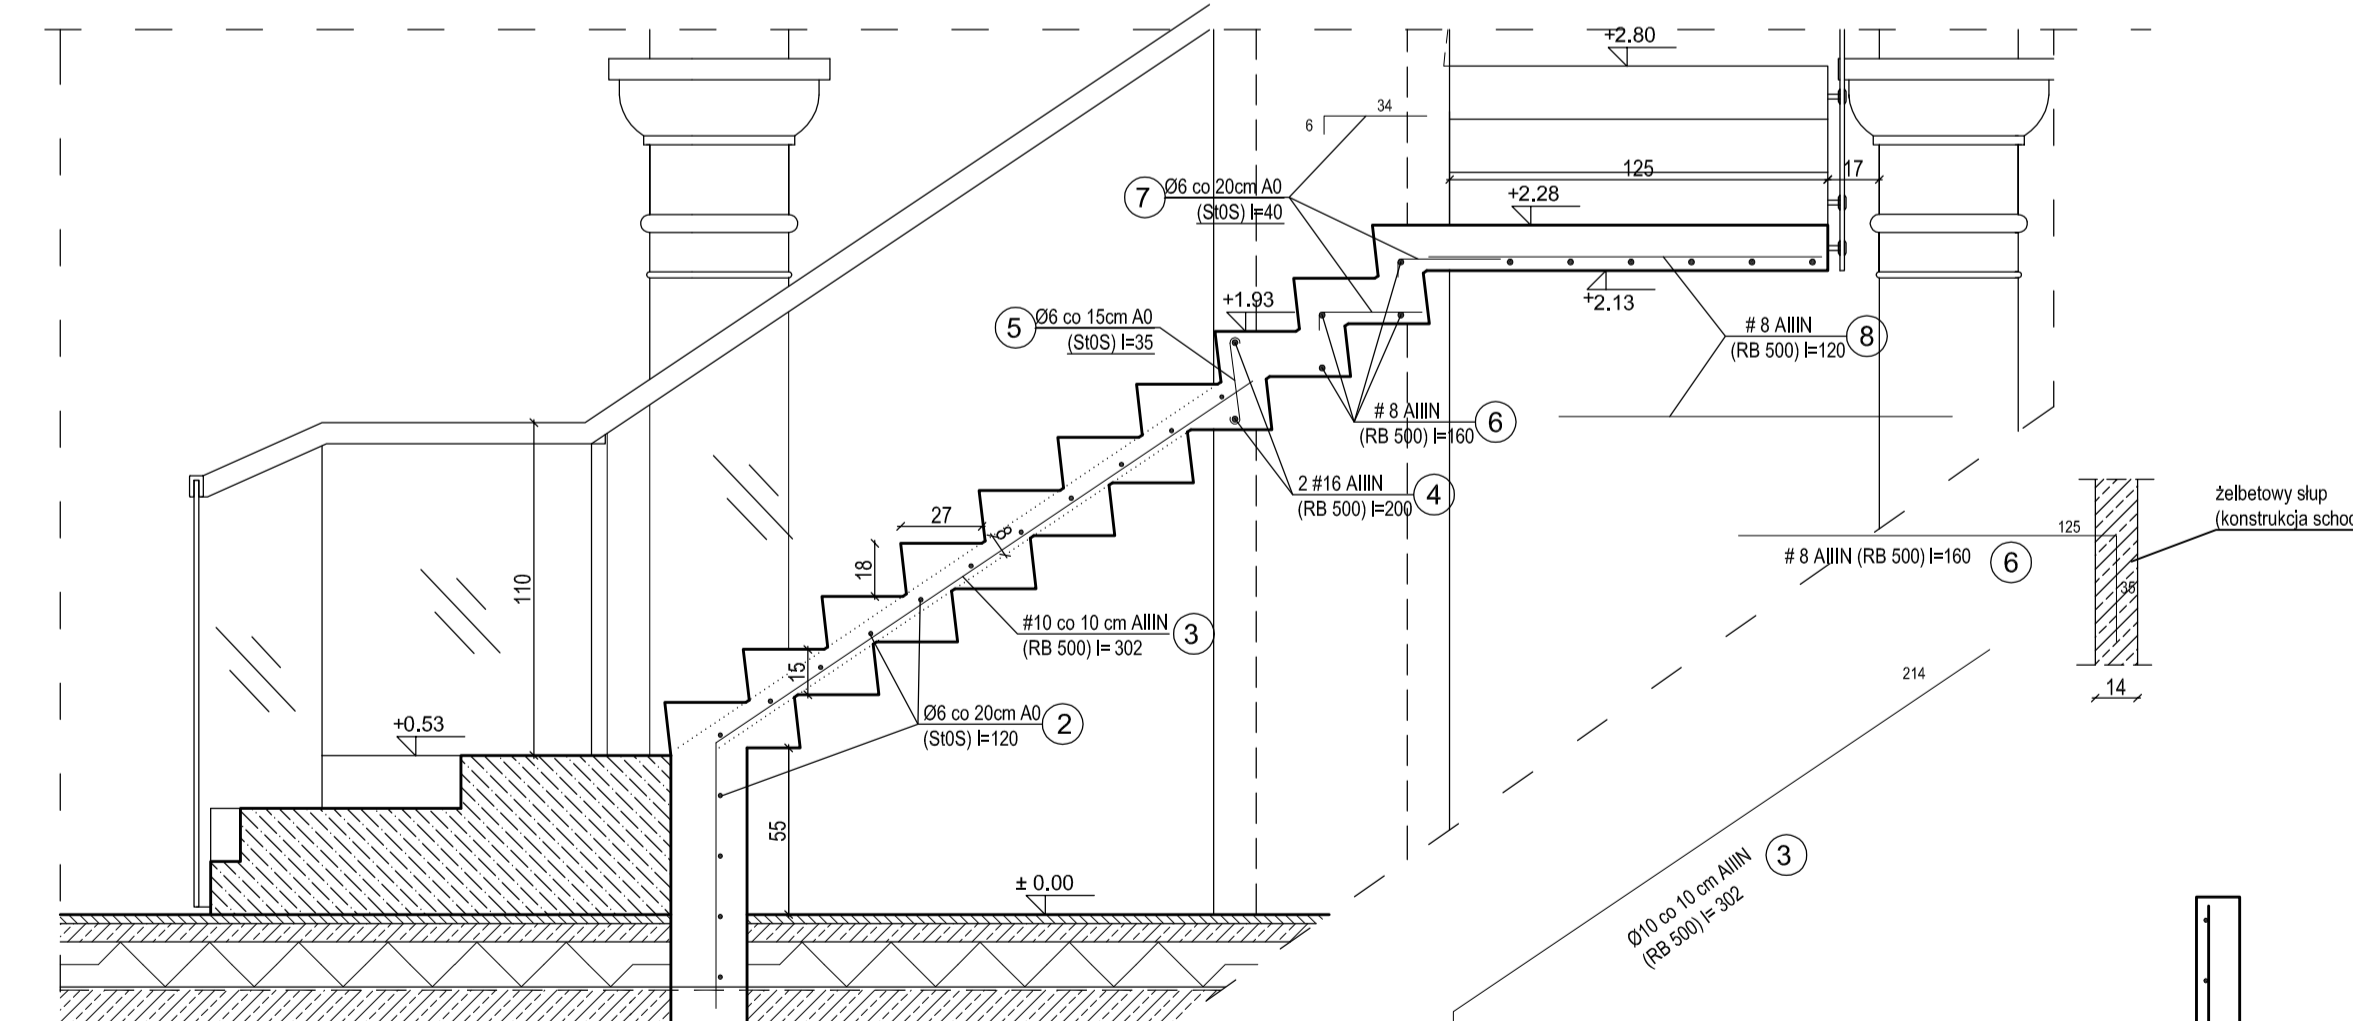 +2.80
34
6
125
17
7
Ø6 co 20cm A0
(St0S) l=40
+2.28
+1.93
+2.13
5
Ø6 co 15cm A0
(St0S) l=35
# 8 AIIIN
(RB 500) l=120
8
# 8 AIIIN
(RB 500) l=160
6
2 #16 AIIIN
(RB 500) l=200
4
żelbetowy słup
125
# 8 AIIIN (RB 500) l=160
6
35
14
27
8
18
110
#10 co 10 cm AIIIN
(RB 500) l= 302
3
15
214
+0.53
Ø6 co 20cm A0
(St0S) l=120
2
55
± 0.00
Ø10 co 10 cm AIIIN
(RB 500) l= 302
3
(konstrukcja